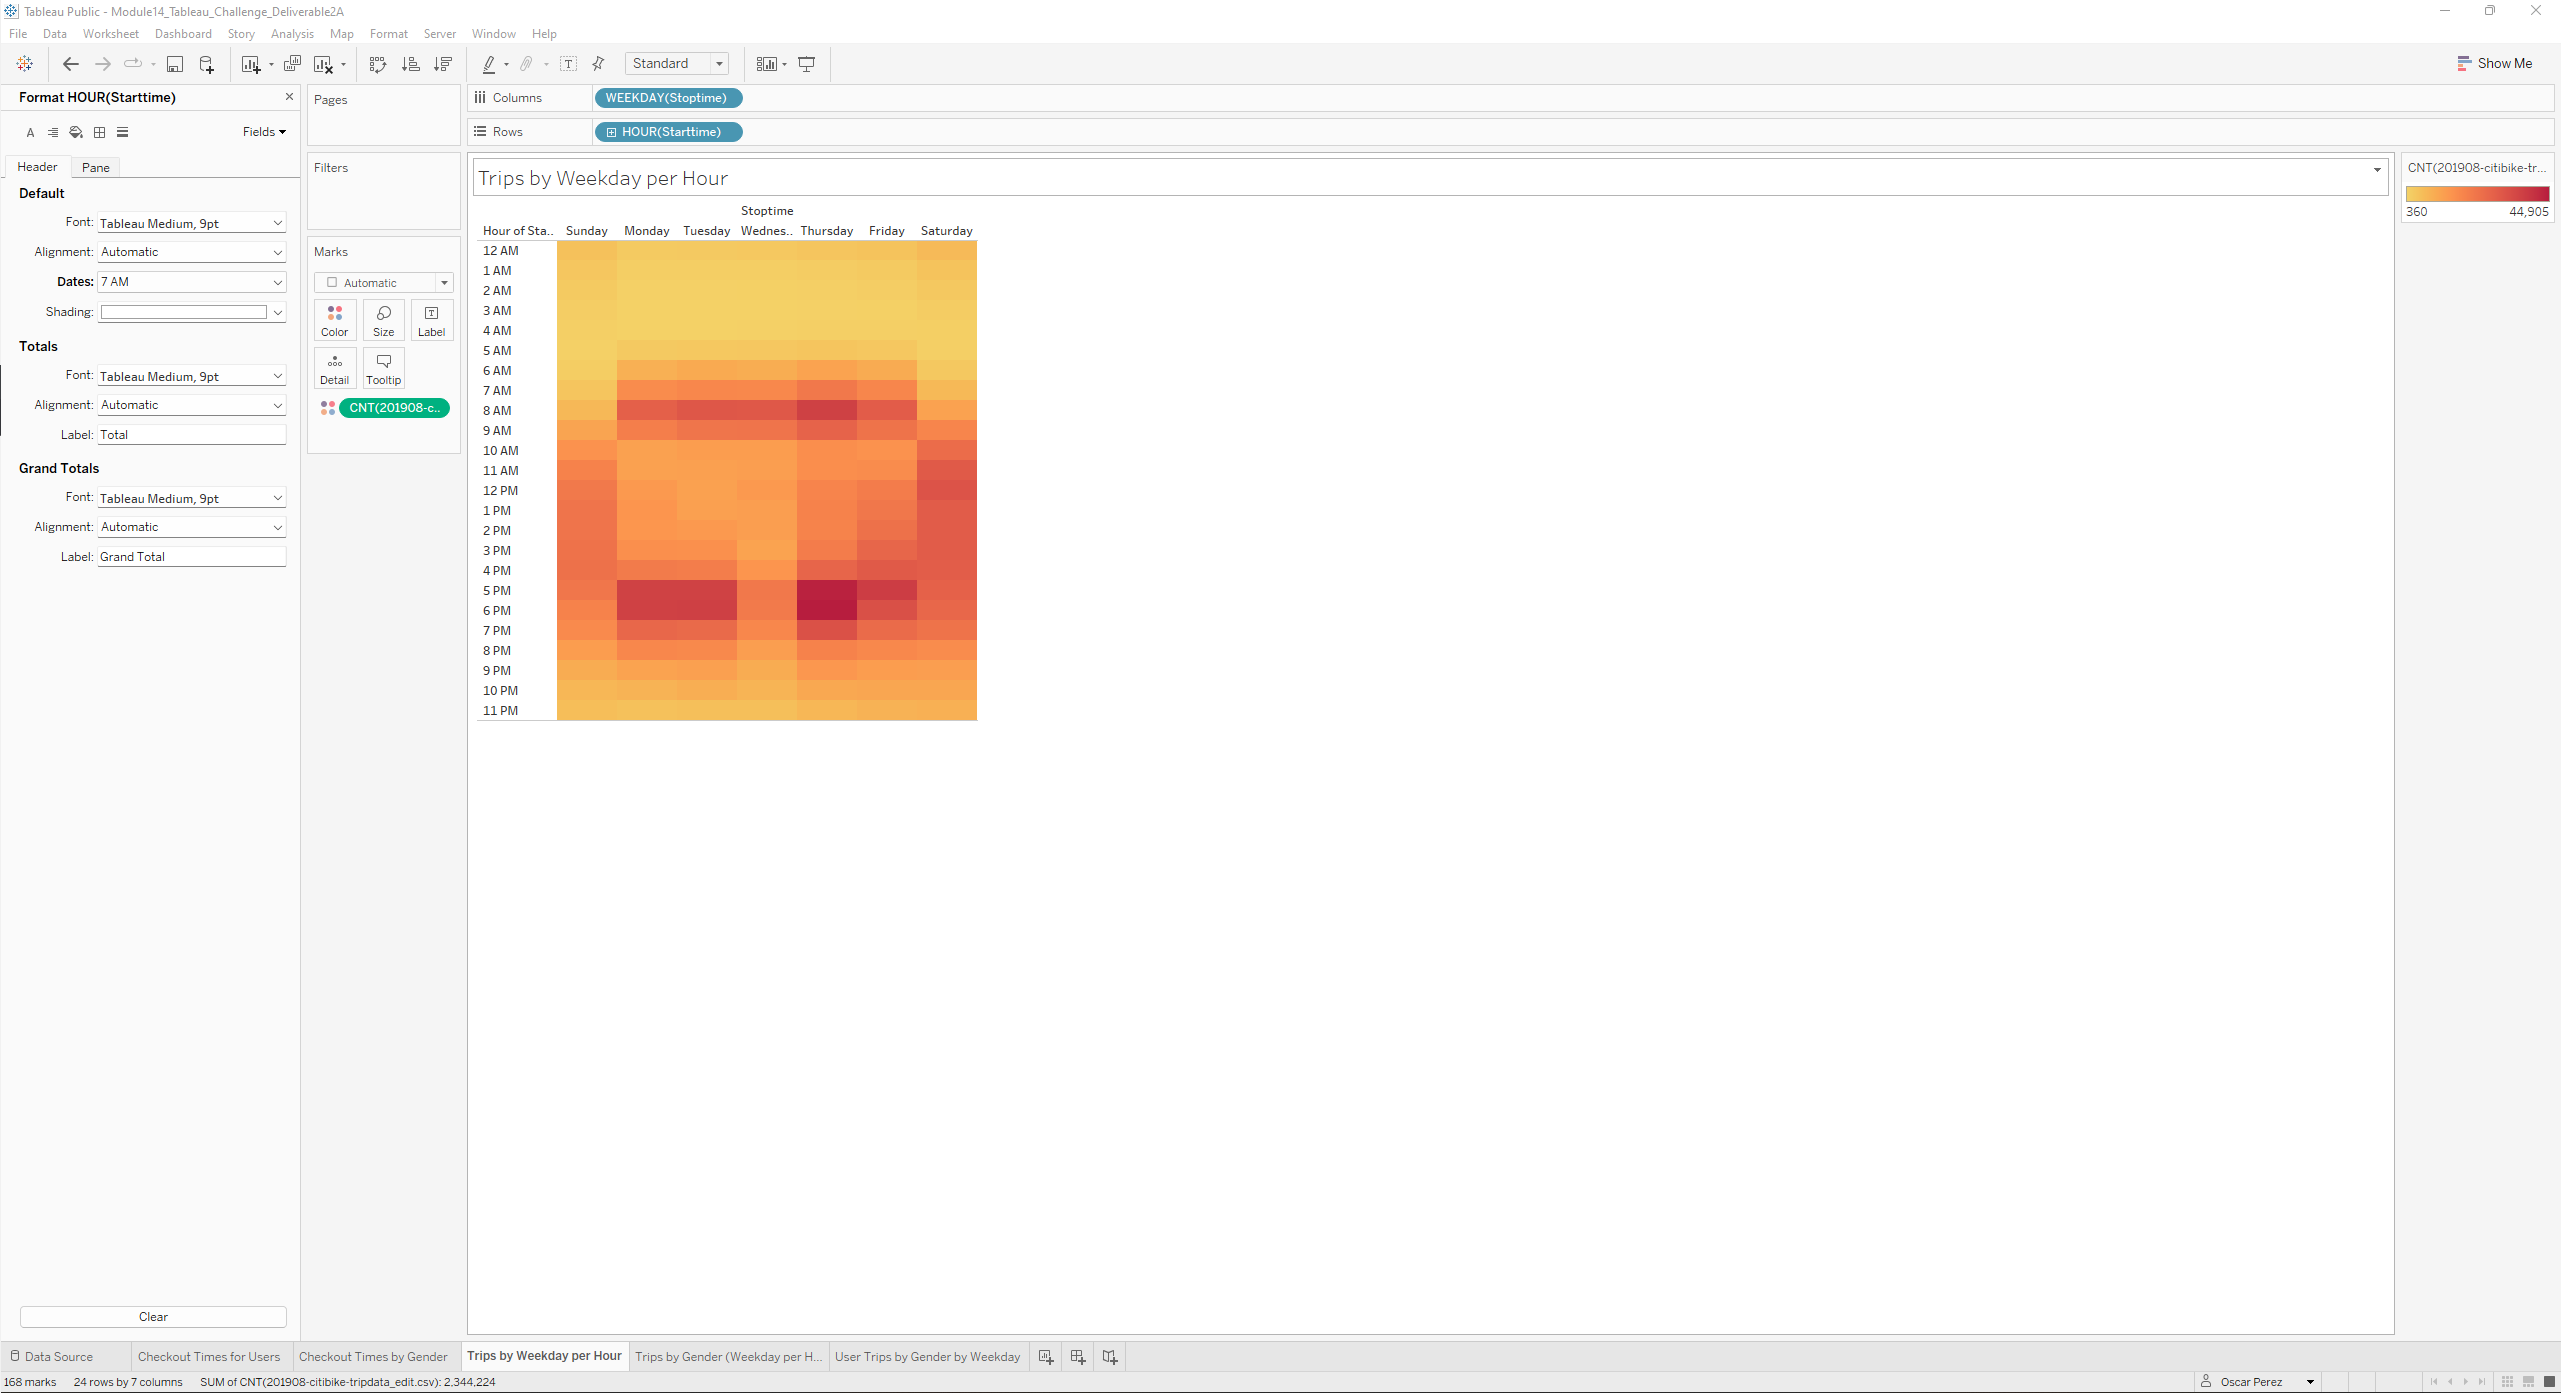 Tableau Public - Module14_Tableau_Challenge_Deliverable2A
File Data Worksheet Dashboard Story Analysis Map Format Server Window Help
Standard
Show Me
Format HOUR(Starttime)
Fields
Header Pane
Default
Font: Tableau Medium, 9pt
Alignment: Automatic
Dates: 7 AM
Shading:
Totals
Font: Tableau Medium, 9pt
Alignment: Automatic
Label: Total
Grand Totals
Font: Tableau Medium, 9pt
Alignment: Automatic
Label: Grand Total
Clear
Pages
Filters
Marks
Automatic
Color Size Label
Detail Tooltip
CNT(201908-c..
Columns WEEKDAY(Stoptime)
Rows HOUR(Starttime)
Trips by Weekday per Hour
Stoptime
Hour of Sta.. Sunday Monday Tuesday Wednes.. Thursday Friday Saturday
12 AM
1 AM
2 AM
3 AM
4 AM
5 AM
6 AM
7 AM
8 AM
9 AM
10 AM
11 AM
12 PM
1 PM
2 PM
3 PM
4 PM
5 PM
6 PM
7 PM
8 PM
9 PM
10 PM
11 PM
CNT(201908-citibike-tr...
360 44,905
Data Source Checkout Times for Users Checkout Times by Gender Trips by Weekday per Hour Trips by Gender (Weekday per H... User Trips by Gender by Weekday
168 marks 24 rows by 7 columns SUM of CNT(201908-citibike-tripdata_edit.csv): 2,344,224
Oscar Perez